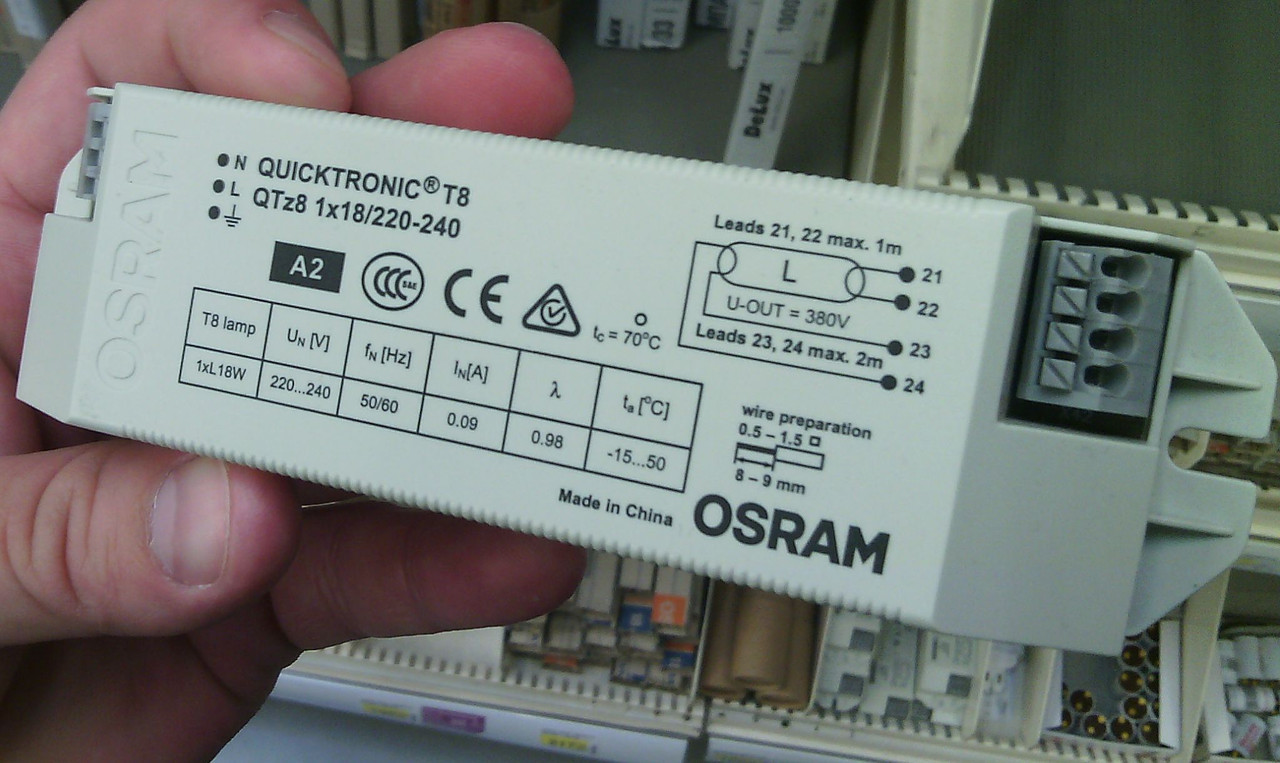 DeLux
1000
DeLux
OSRAM
N QUICKTRONIC® T8
L QTz8 1x18/220-240
A2
CCC
S&E
CE
tc = 70°C
T8 lamp UN [V] fN [Hz] IN[A] λ ta [°C]
1xL18W 220...240 50/60 0.09 0.98 -15...50
Leads 21, 22 max. 1m
L
21
22
U-OUT = 380V
23
Leads 23, 24 max. 2m
24
wire preparation
0.5 – 1.5
8 – 9 mm
Made in China
OSRAM